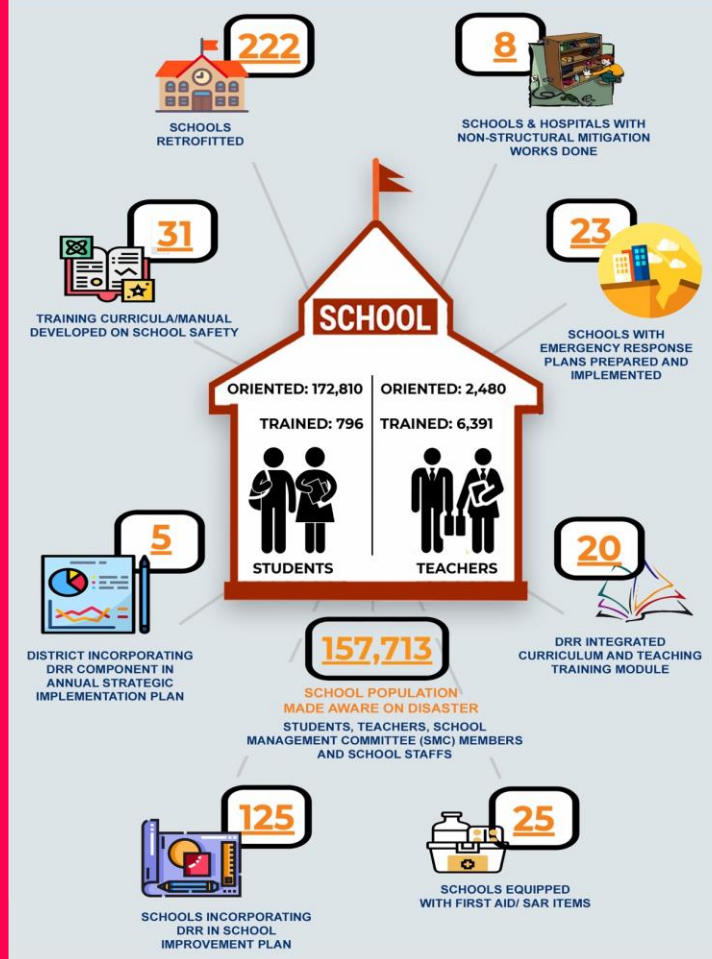 222
SCHOOLS
RETROFITTED
8
SCHOOLS & HOSPITALS WITH
NON-STRUCTURAL MITIGATION
WORKS DONE
31
TRAINING CURRICULA/MANUAL
DEVELOPED ON SCHOOL SAFETY
23
SCHOOLS WITH
EMERGENCY RESPONSE
PLANS PREPARED AND
IMPLEMENTED
SCHOOL
ORIENTED: 172,810
TRAINED: 796
STUDENTS
ORIENTED: 2,480
TRAINED: 6,391
TEACHERS
5
DISTRICT INCORPORATING
DRR COMPONENT IN
ANNUAL STRATEGIC
IMPLEMENTATION PLAN
20
DRR INTEGRATED
CURRICULUM AND TEACHING
TRAINING MODULE
157,713
SCHOOL POPULATION
MADE AWARE ON DISASTER
STUDENTS, TEACHERS, SCHOOL
MANAGEMENT COMMITTEE (SMC) MEMBERS
AND SCHOOL STAFFS
125
SCHOOLS INCORPORATING
DRR IN SCHOOL
IMPROVEMENT PLAN
25
SCHOOLS EQUIPPED
WITH FIRST AID/ SAR ITEMS